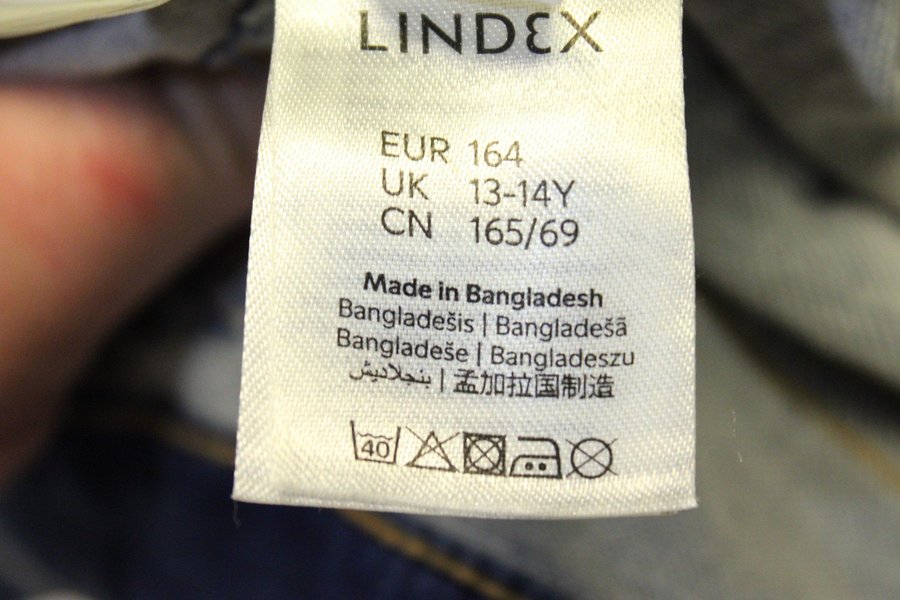 LINDEX
EUR 164
UK 13-14Y
CN 165/69
Made in Bangladesh
Bangladešis | Bangladešā
Bangladeše | Bangladeszu
بنجلاديش | 孟加拉国制造
40